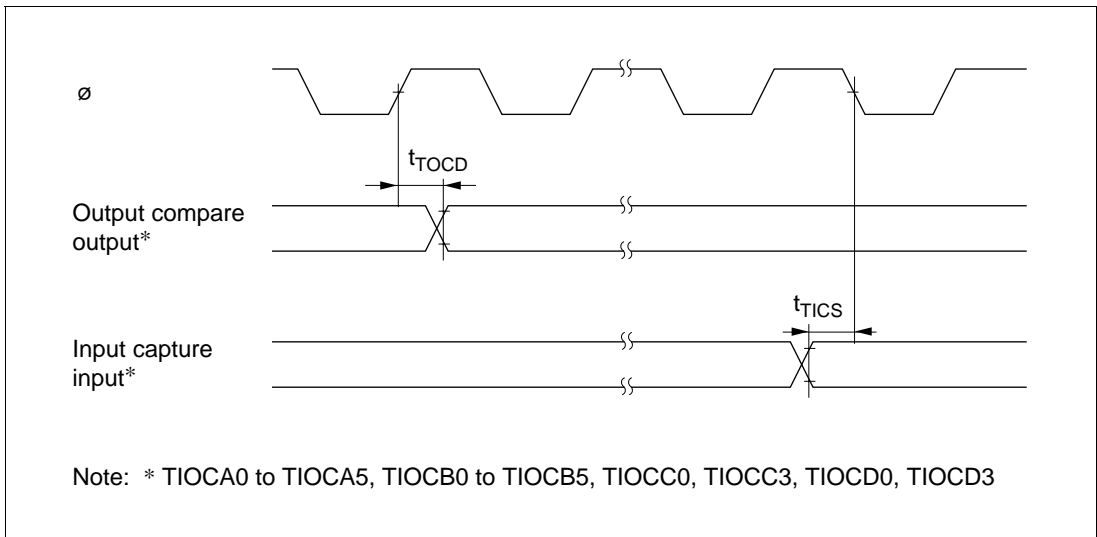 ø
tTOCD
Output compare
output*
tTICS
Input capture
input*
Note: * TIOCA0 to TIOCA5, TIOCB0 to TIOCB5, TIOCC0, TIOCC3, TIOCD0, TIOCD3